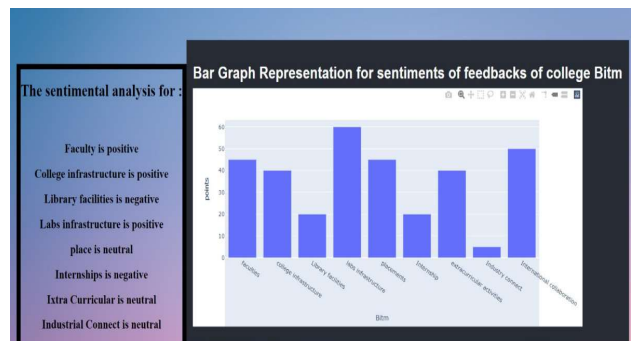 The sentimental analysis for :
Faculty is positive
College infrastructure is positive
Library facilities is negative
Labs infrastructure is positive
place is neutral
Internships is negative
Ixtra Curricular is neutral
Industrial Connect is neutral
Bar Graph Representation for sentiments of feedbacks of college Bitm
points
60
50
40
30
20
10
0
faculties
college infrastructure
Library facilities
labs infrastructure
placements
Internship
extracurricular activities
Industry connect
International colaboration
Bitm